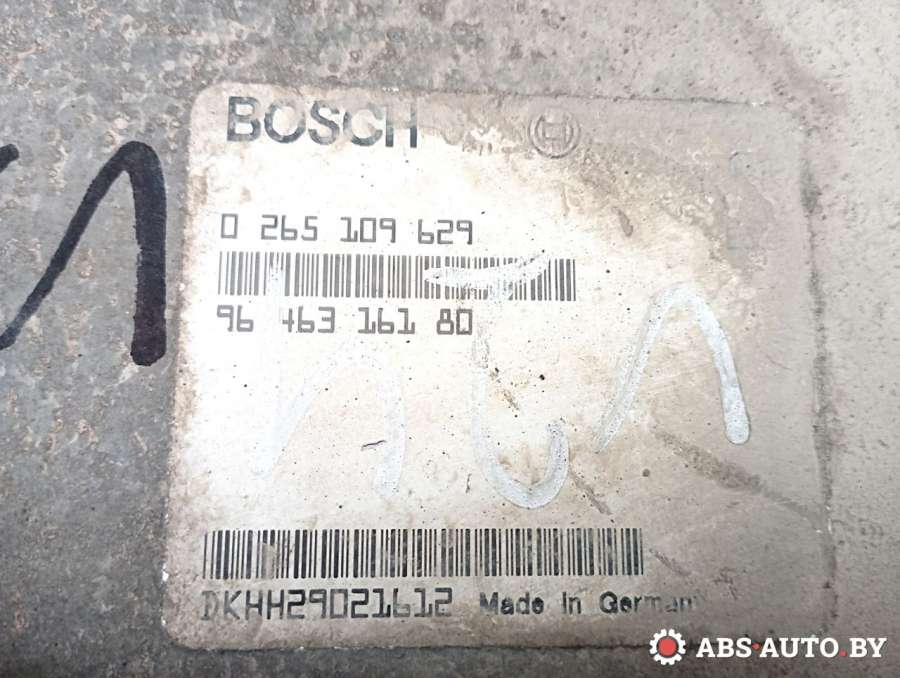 BOSCH
0 265 109 629
96 463 161 80
DKHH29021612 Made in Germany
ABS-AUTO.BY